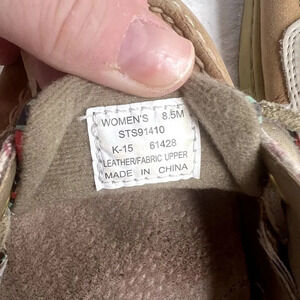 WOMEN'S 8.5M
STS91410
K-15 61428
LEATHER/FABRIC UPPER
MADE IN CHINA